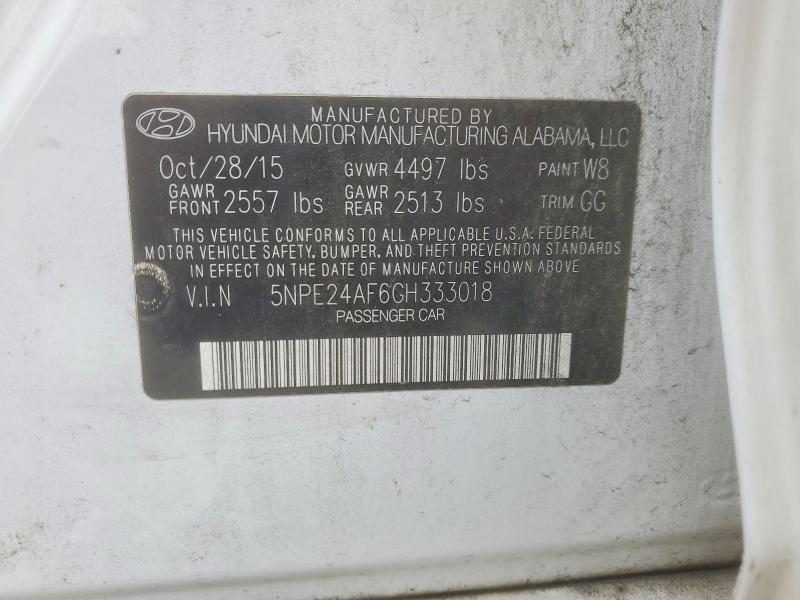 MANUFACTURED BY
HYUNDAI MOTOR MANUFACTURING ALABAMA, LLC
Oct/28/15 GVWR 4497 lbs PAINT W8
GAWR FRONT 2557 lbs GAWR REAR 2513 lbs TRIM GG
THIS VEHICLE CONFORMS TO ALL APPLICABLE U.S.A. FEDERAL
MOTOR VEHICLE SAFETY, BUMPER, AND THEFT PREVENTION STANDARDS
IN EFFECT ON THE DATE OF MANUFACTURE SHOWN ABOVE
V.I.N 5NPE24AF6GH333018
PASSENGER CAR